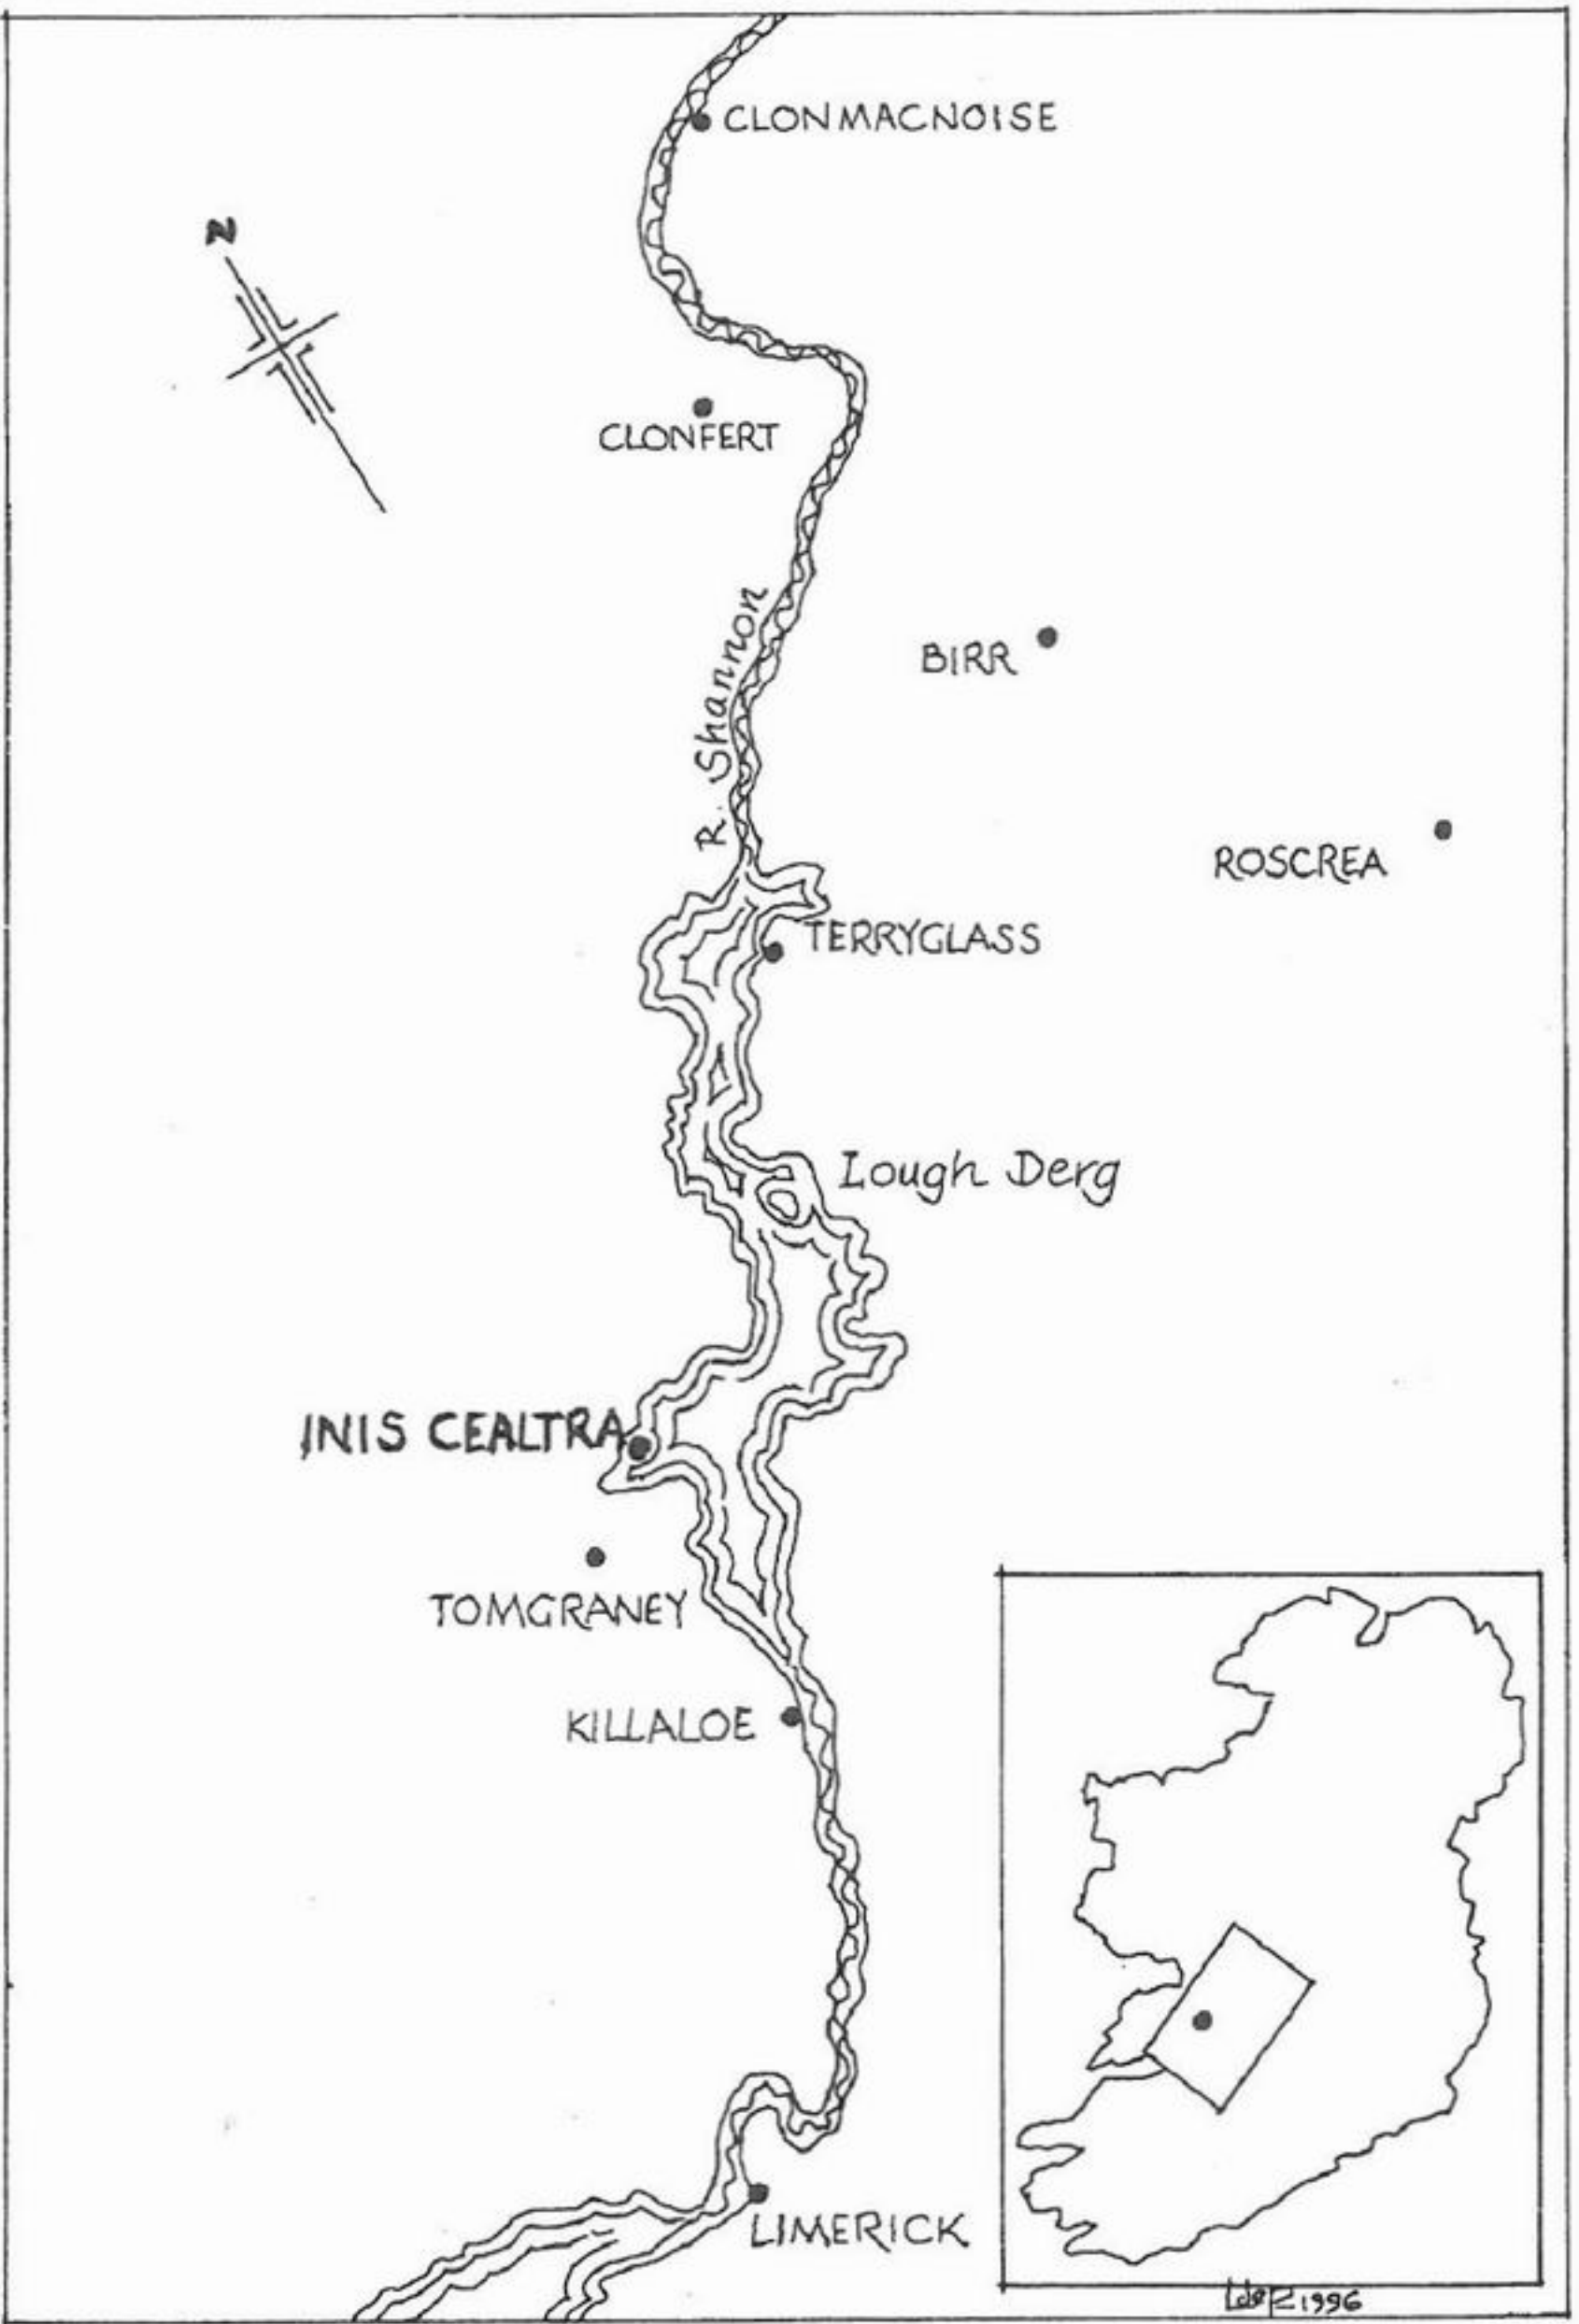 CLONMACNOISE
N
CLONFERT
R. Shannon
BIRR
ROSCREA
TERRYGLASS
Lough Derg
INIS CEALTRA
TOMGRANEY
KILLALOE
LIMERICK
1996